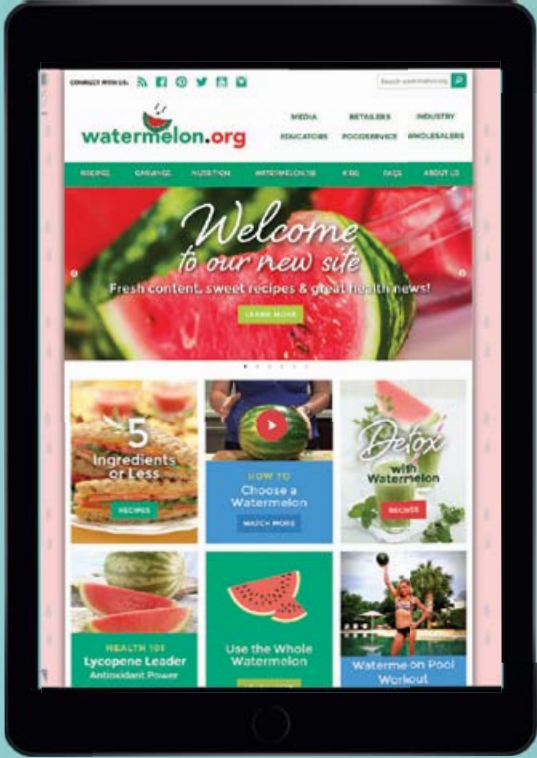 CONNECT WITH US:
Search watermelon.org
watermelon.org
MEDIA RETAILERS INDUSTRY
EDUCATORS FOODSERVICE WHOLESALERS
RECIPES CARVINGS NUTRITION WATERMELON 101 KIDS FAQS ABOUT US
Welcome
to our new site
Fresh content, sweet recipes & great health news!
LEARN MORE
5
Ingredients
or Less
RECIPES
HOW TO
Choose a
Watermelon
WATCH MORE
Detox
with
Watermelon
RECIPES
HEALTH 101
Lycopene Leader
Antioxidant Power
Use the Whole
Watermelon
Waterme on Pool
Workout